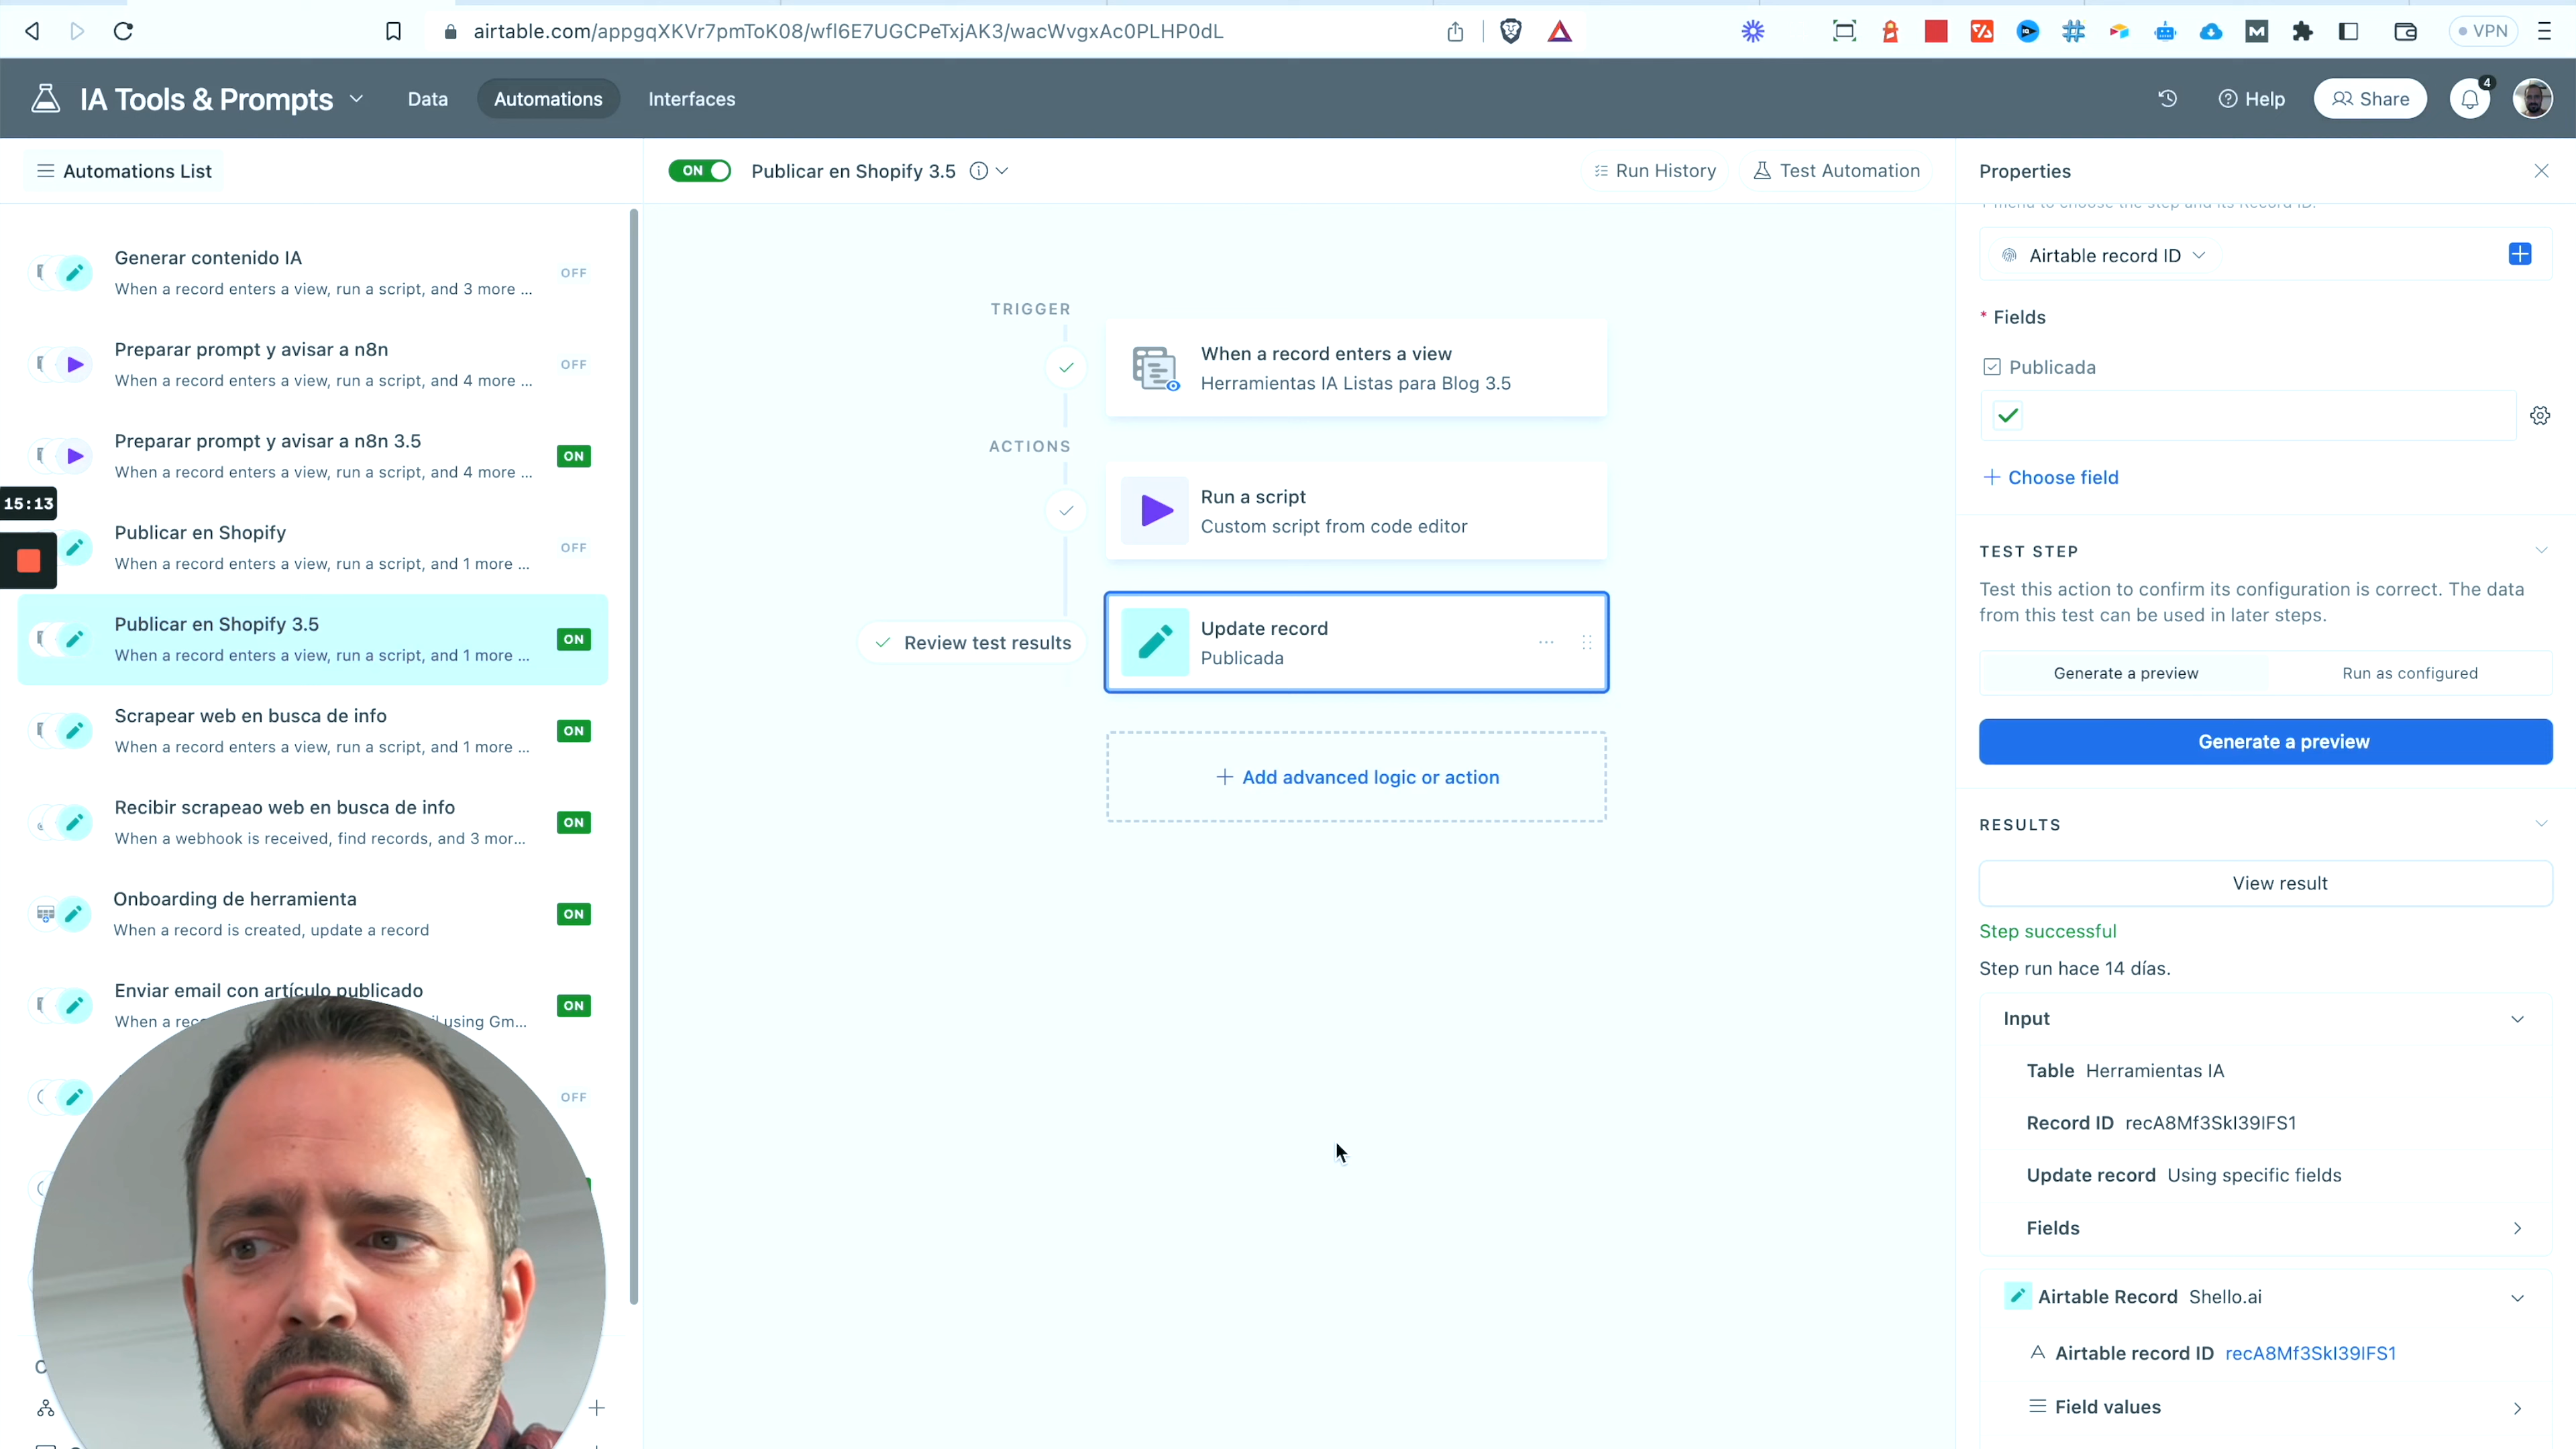 airtable.com/appgqXKVr7pmToK08/wfl6E7UGCPeTxjAK3/wacWvgxAc0PLHP0dL
VPN
IA Tools & Prompts
Data
Automations
Interfaces
Help
Share
4
Automations List
ON
Publicar en Shopify 3.5
Run History
Test Automation
Properties
Generar contenido IA
When a record enters a view, run a script, and 3 more ...
OFF
Preparar prompt y avisar a n8n
When a record enters a view, run a script, and 4 more ...
OFF
Preparar prompt y avisar a n8n 3.5
When a record enters a view, run a script, and 4 more ...
ON
15:13
Publicar en Shopify
When a record enters a view, run a script, and 1 more ...
OFF
Publicar en Shopify 3.5
When a record enters a view, run a script, and 1 more ...
ON
Scrapear web en busca de info
When a record enters a view, run a script, and 1 more ...
ON
Recibir scrapeao web en busca de info
When a webhook is received, find records, and 3 mor...
ON
Onboarding de herramienta
When a record is created, update a record
ON
Enviar email con artículo publicado
When a rec
using Gm...
ON
OFF
TRIGGER
When a record enters a view
Herramientas IA Listas para Blog 3.5
ACTIONS
Run a script
Custom script from code editor
Review test results
Update record
Publicada
Add advanced logic or action
menu to choose the step and its Record ID.
Airtable record ID
* Fields
Publicada
Choose field
TEST STEP
Test this action to confirm its configuration is correct. The data
from this test can be used in later steps.
Generate a preview
Run as configured
Generate a preview
RESULTS
View result
Step successful
Step run hace 14 días.
Input
Table Herramientas IA
Record ID recA8Mf3SkI39IFS1
Update record Using specific fields
Fields
Airtable Record Shello.ai
Airtable record ID recA8Mf3SkI39IFS1
Field values